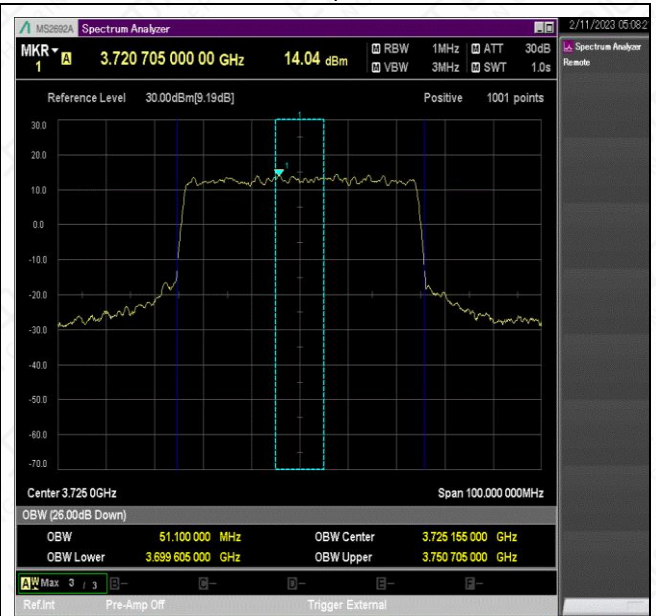 MS2692A Spectrum Analyzer 2/11/2023 05:08:2
MKR 1 A 3.720 705 000 00 GHz 14.04 dBm M RBW 1MHz M ATT 30dB
M VBW 3MHz M SWT 1.0s
Spectrum Analyzer
Remote
Reference Level 30.00dBm[9.19dB] Positive 1001 points
30.0
20.0
10.0
0.0
-10.0
-20.0
-30.0
-40.0
-50.0
-60.0
-70.0
1
1
Center 3.725 0GHz Span 100.000 000MHz
OBW (26.00dB Down)
OBW 51.100 000 MHz OBW Center 3.725 155 000 GHz
OBW Lower 3.699 605 000 GHz OBW Upper 3.750 705 000 GHz
A W Max 3 / 3 B- C- D- E- F-
Ref.Int Pre-Amp Off Trigger External